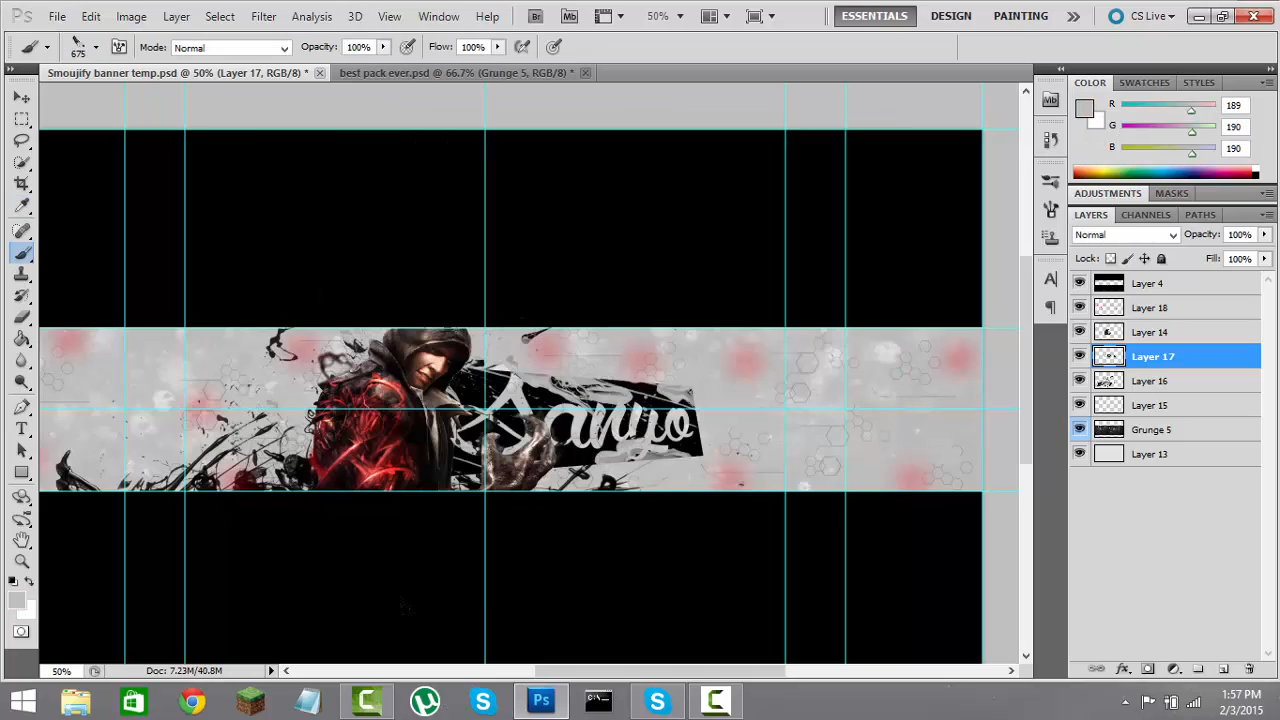 Ps File Edit Image Layer Select Filter Analysis 3D View Window Help Br Mb 50% ESSENTIALS DESIGN PAINTING CS Live
675 Mode: Normal Opacity: 100% Flow: 100%
Smoujify banner temp.psd @ 50% (Layer 17, RGB/8) * best pack ever.psd @ 66.7% (Grunge 5, RGB/8) *
COLOR SWATCHES STYLES
Mb
R 189
G 190
B 190
ADJUSTMENTS MASKS
LAYERS CHANNELS PATHS
Normal Opacity: 100%
Lock: Fill: 100%
Layer 4
Layer 18
Layer 14
Layer 17
Layer 16
Layer 15
Grunge 5
Layer 13
50% Doc: 7.23M/40.8M
Ps
1:57 PM
2/3/2015